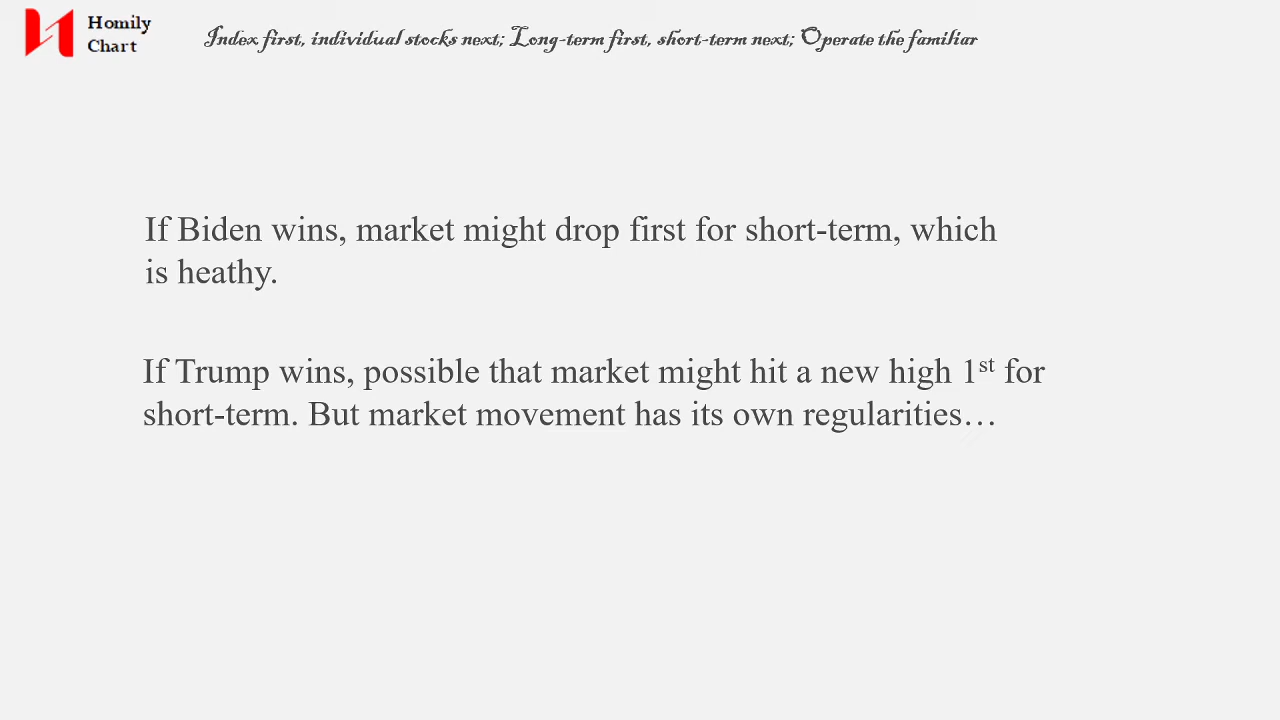 Homily
Chart
Index first, individual stocks next; Long-term first, short-term next; Operate the familiar
If Biden wins, market might drop first for short-term, which
is heathy.
If Trump wins, possible that market might hit a new high 1st for
short-term. But market movement has its own regularities…